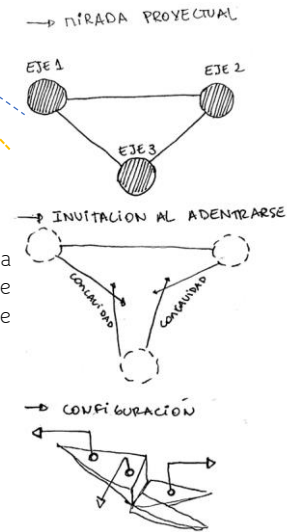 → MIRADA PROYECTUAL
EJE 1
EJE 2
EJE 3
→ INVITACION AL ADENTRARSE
a
e
e
CONCAVIDAD
CONCAVIDAD
→ CONFIGURACIÓN